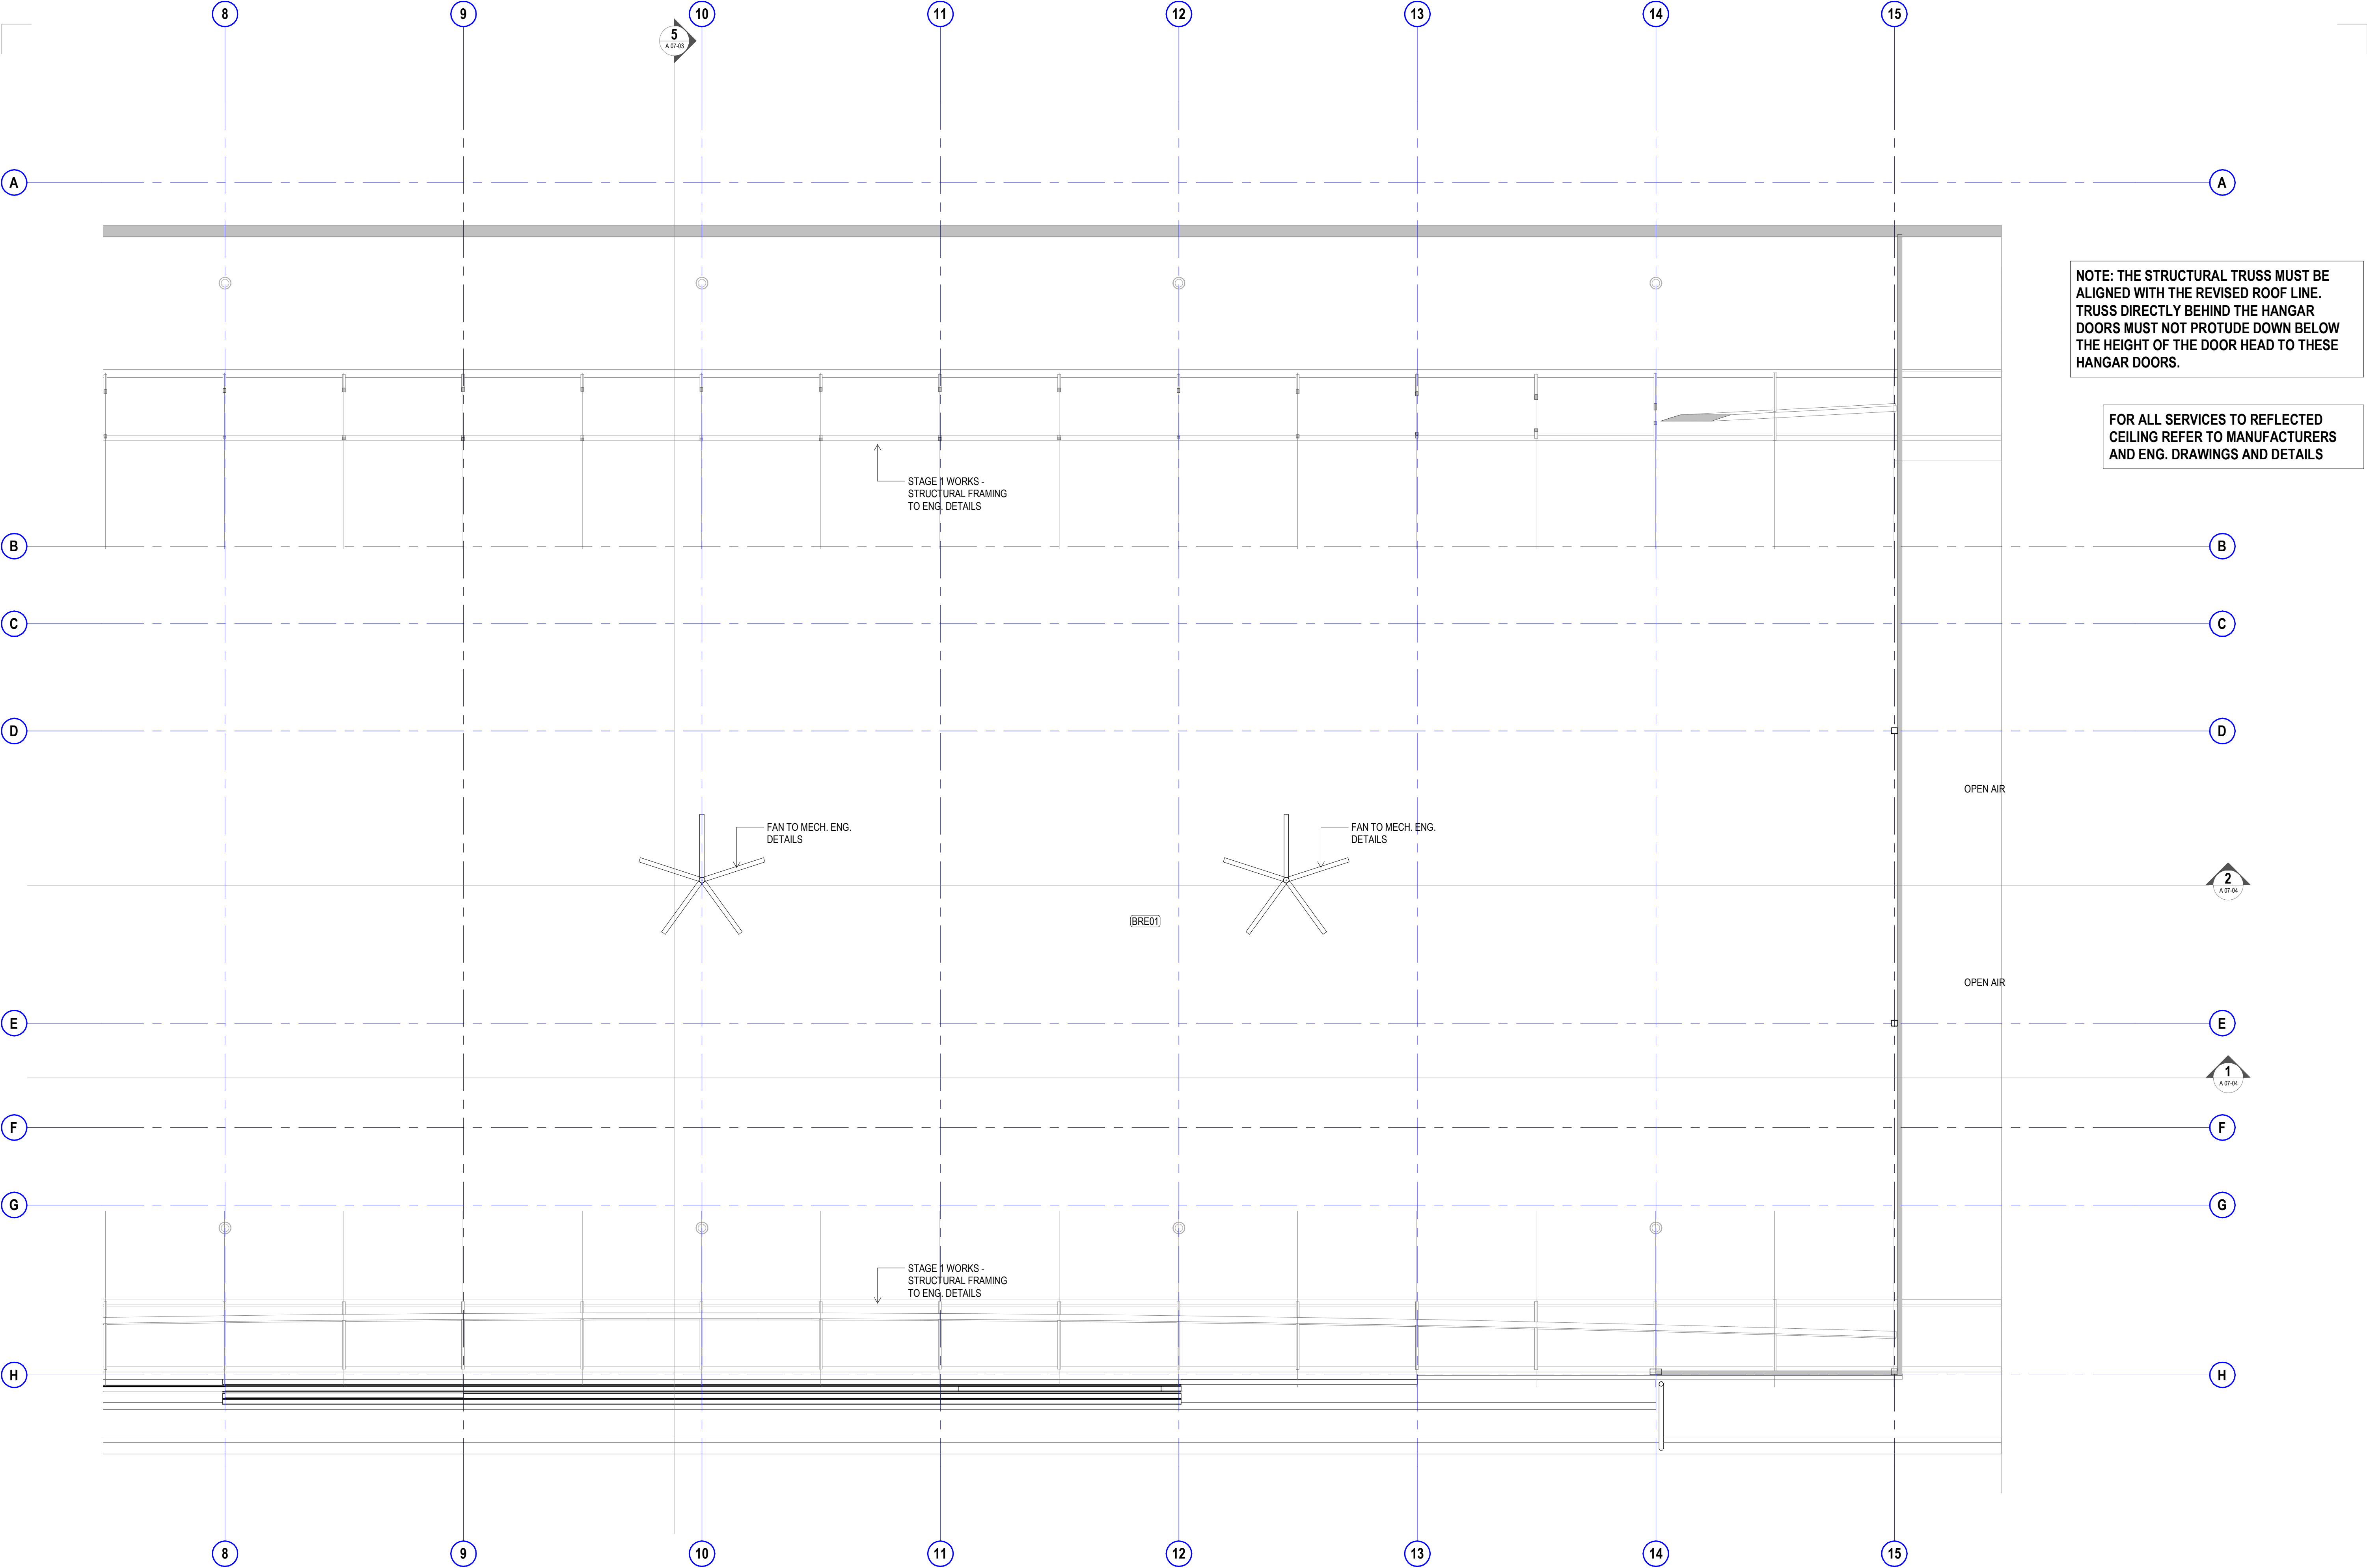 8 9 10 11 12 13 14 15
5
A 07-03
A A
NOTE: THE STRUCTURAL TRUSS MUST BE
ALIGNED WITH THE REVISED ROOF LINE.
TRUSS DIRECTLY BEHIND THE HANGAR
DOORS MUST NOT PROTUDE DOWN BELOW
THE HEIGHT OF THE DOOR HEAD TO THESE
HANGAR DOORS.
FOR ALL SERVICES TO REFLECTED
CEILING REFER TO MANUFACTURERS
AND ENG. DRAWINGS AND DETAILS
STAGE 1 WORKS -
STRUCTURAL FRAMING
TO ENG. DETAILS
B B
C C
D D
OPEN AIR
FAN TO MECH. ENG.
DETAILS
FAN TO MECH. ENG.
DETAILS
2
A 07-04
BRE01
OPEN AIR
E E
1
A 07-04
F F
G G
STAGE 1 WORKS -
STRUCTURAL FRAMING
TO ENG. DETAILS
H H
8 9 10 11 12 13 14 15